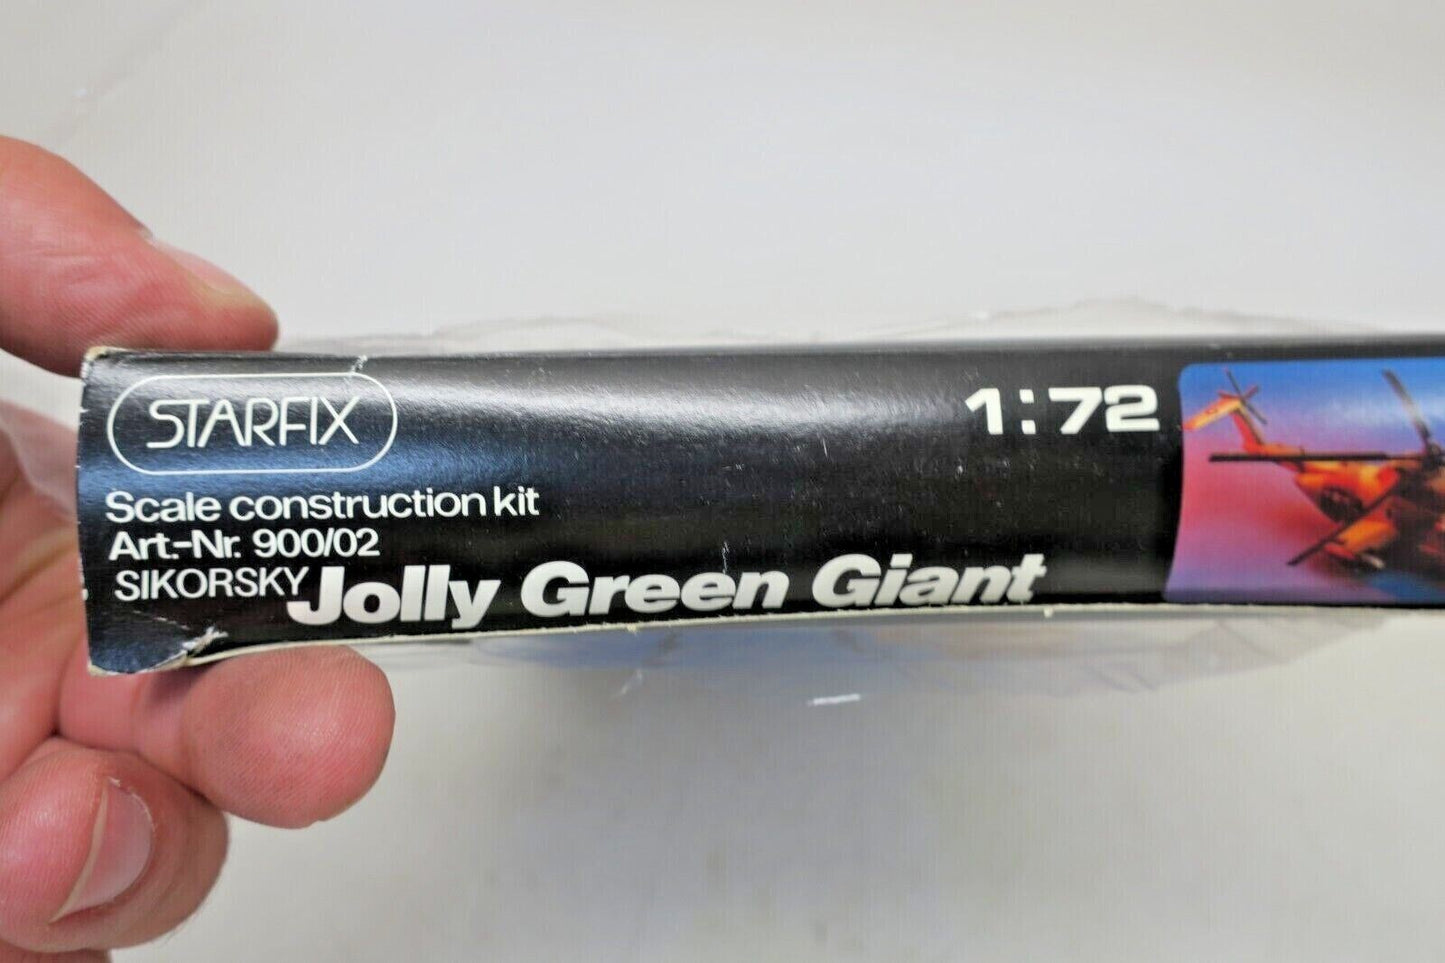 STARFIX
1:72
Scale construction kit
Art.-Nr. 900/02
SIKORSKY Jolly Green Giant